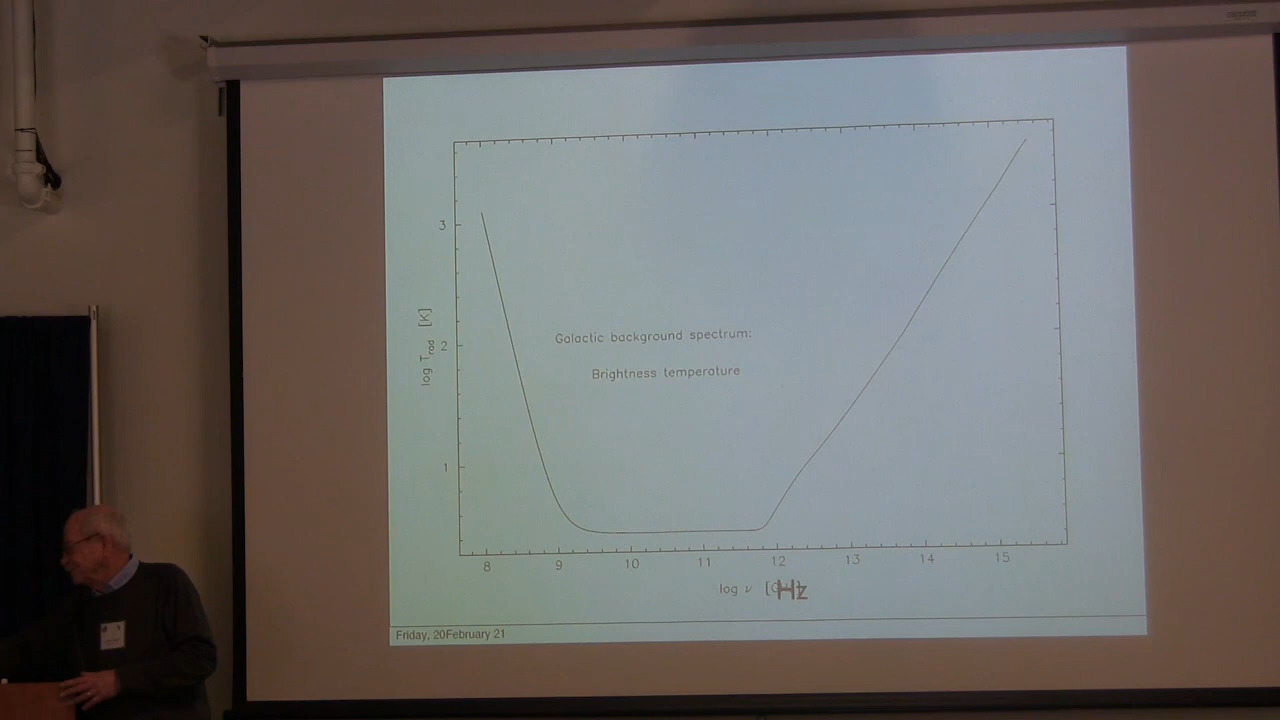 3
2
1
log T_rad [K]
Galactic background spectrum:
Brightness temperature
8 9 10 11 12 13 14 15
log ν [Hz
Friday, 20February 21